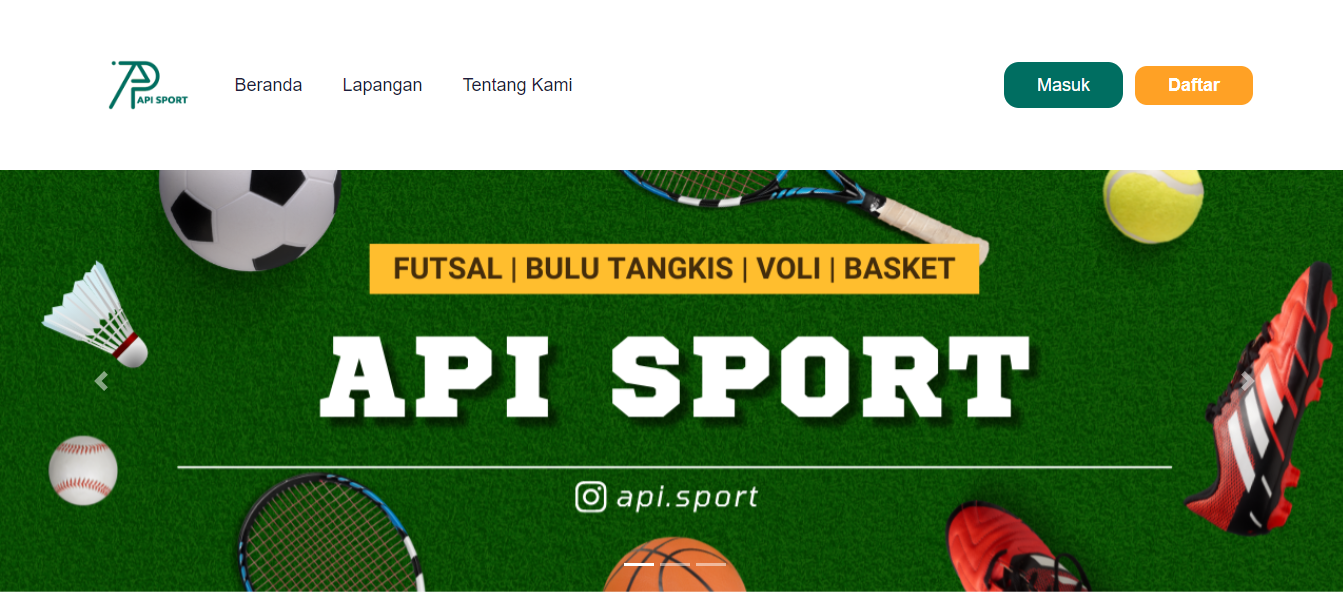 API SPORT
Beranda
Lapangan
Tentang Kami
Masuk
Daftar
FUTSAL | BULU TANGKIS | VOLI | BASKET
API SPORT
api.sport